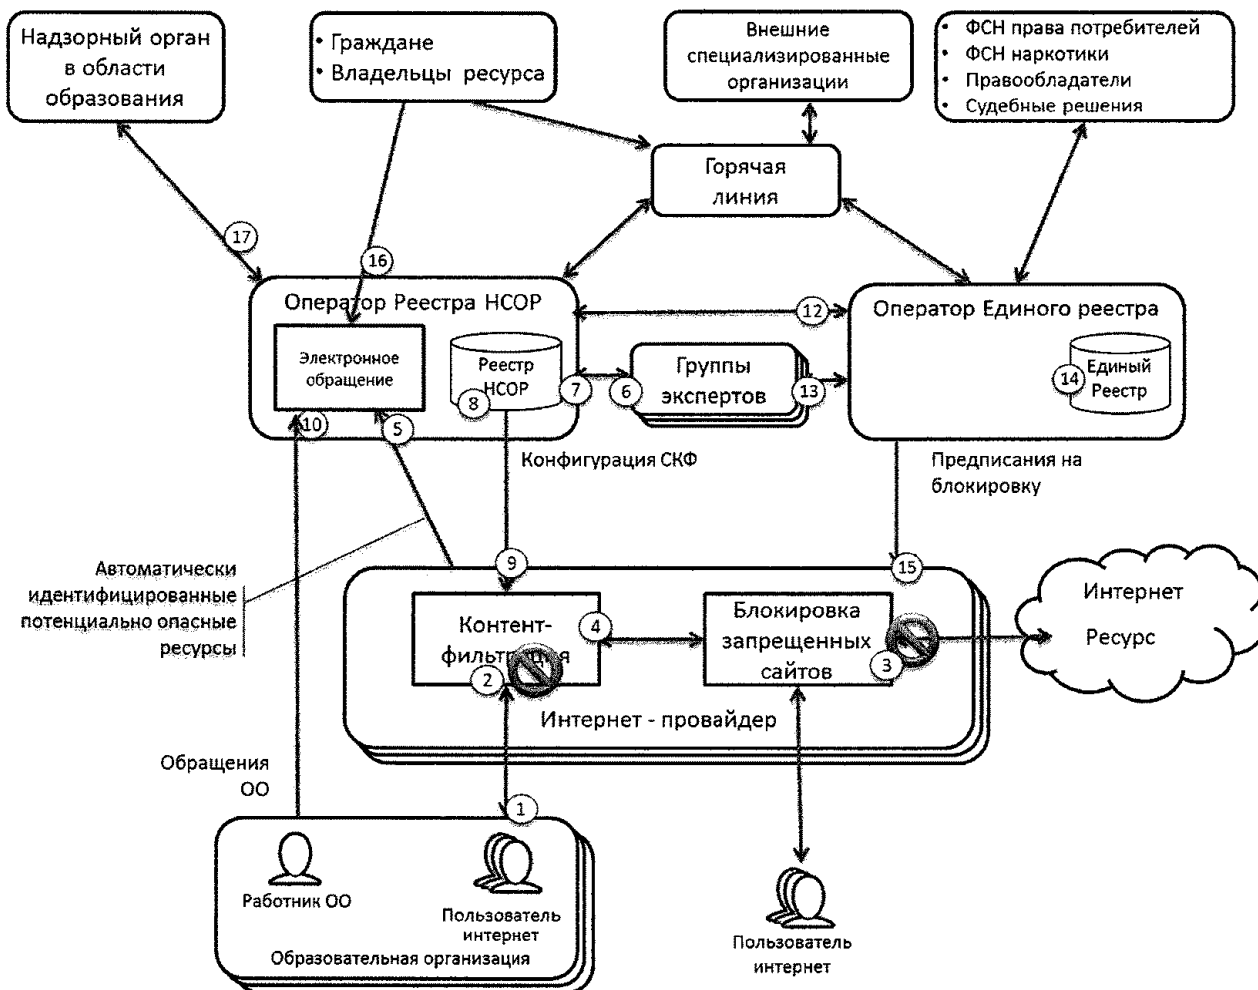 Надзорный орган
в области
образования
• Граждане
• Владельцы ресурса
Внешние
специализированные
организации
• ФСН права потребителей
• ФСН наркотики
• Правообладатели
• Судебные решения
Горячая
линия
17
16
Оператор Реестра НСОР
12
Оператор Единого реестра
Электронное
обращение
Реестр
НСОР
8
7
6
Группы
экспертов
13
14
Единый
Реестр
10
5
Конфигурация СКФ
Предписания на
блокировку
Автоматически
идентифицированные
потенциально опасные
ресурсы
9
15
Контент-
фильтрация
4
2
Блокировка
запрещенных
сайтов
3
Интернет
Ресурс
Интернет - провайдер
Обращения
ОО
1
Работник ОО
Пользователь
интернет
Образовательная организация
Пользователь
интернет